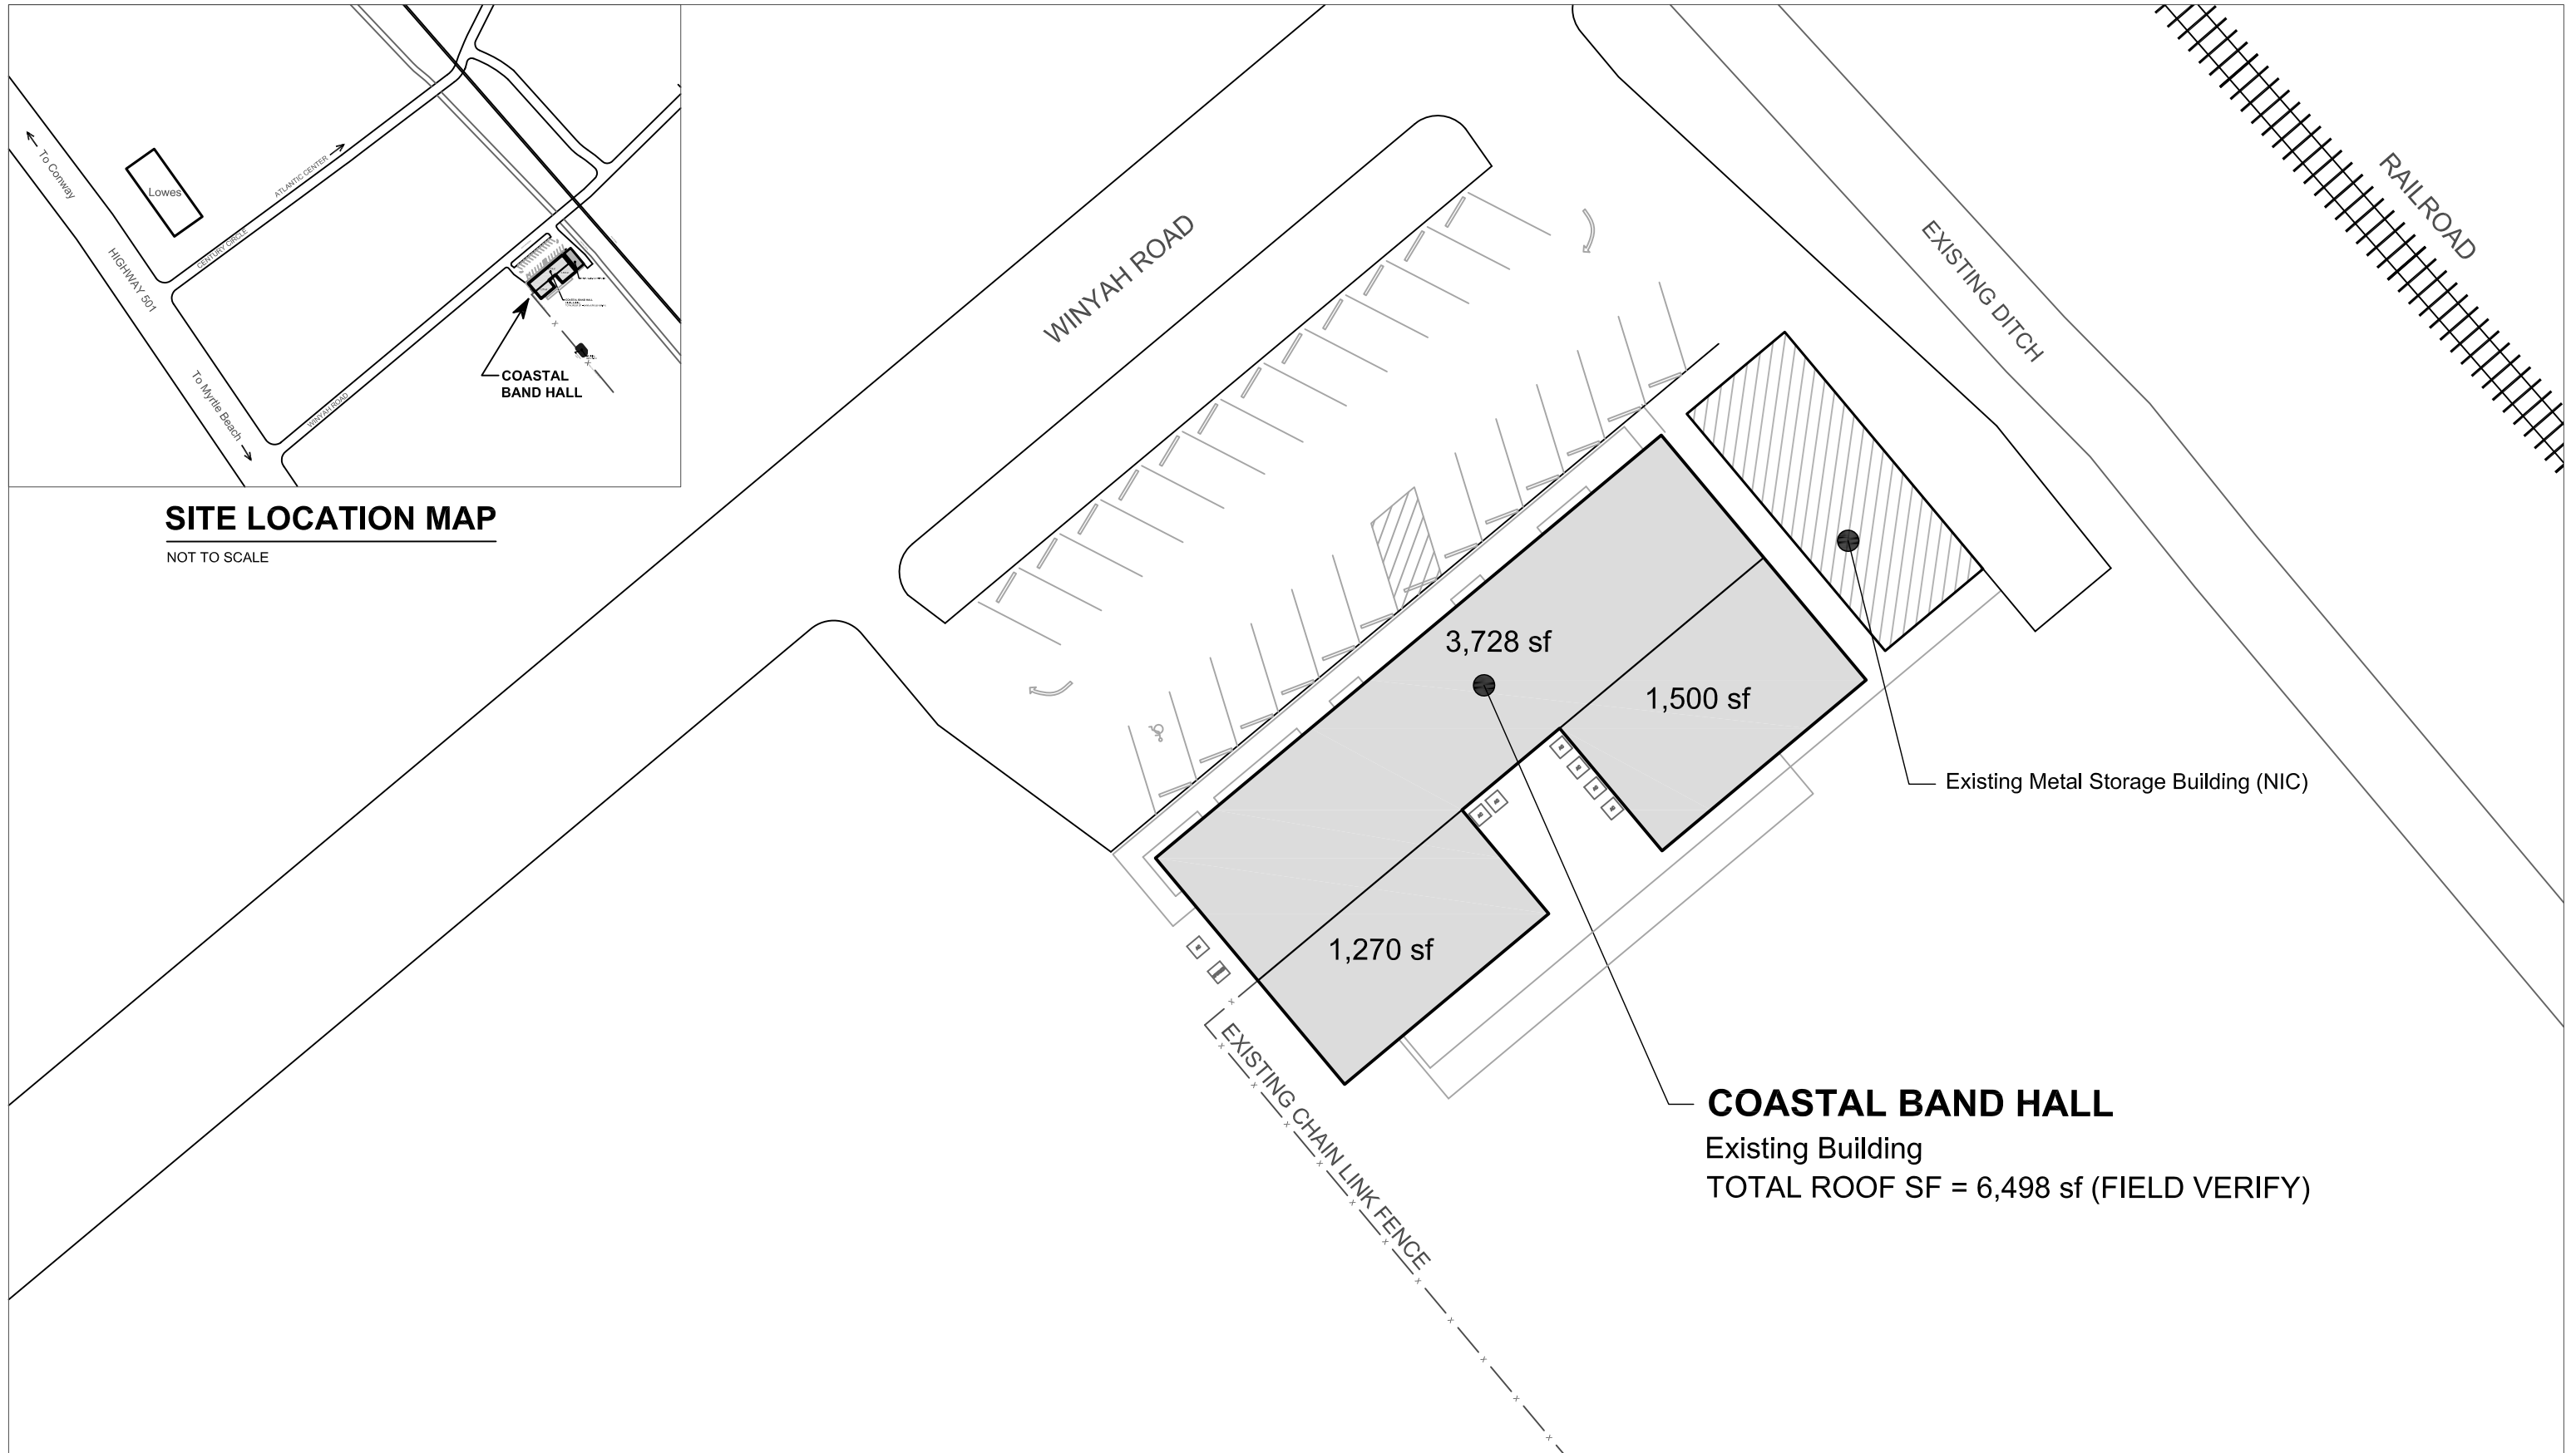 To Conway
Lowes
ATLANTIC CENTER
CENTURY CIRCLE
HIGHWAY 501
To Myrtle Beach
WINYAH ROAD
COASTAL
BAND HALL
SITE LOCATION MAP
NOT TO SCALE
WINYAH ROAD
EXISTING DITCH
RAILROAD
3,728 sf
1,500 sf
1,270 sf
Existing Metal Storage Building (NIC)
EXISTING CHAIN LINK FENCE
COASTAL BAND HALL
Existing Building
TOTAL ROOF SF = 6,498 sf (FIELD VERIFY)